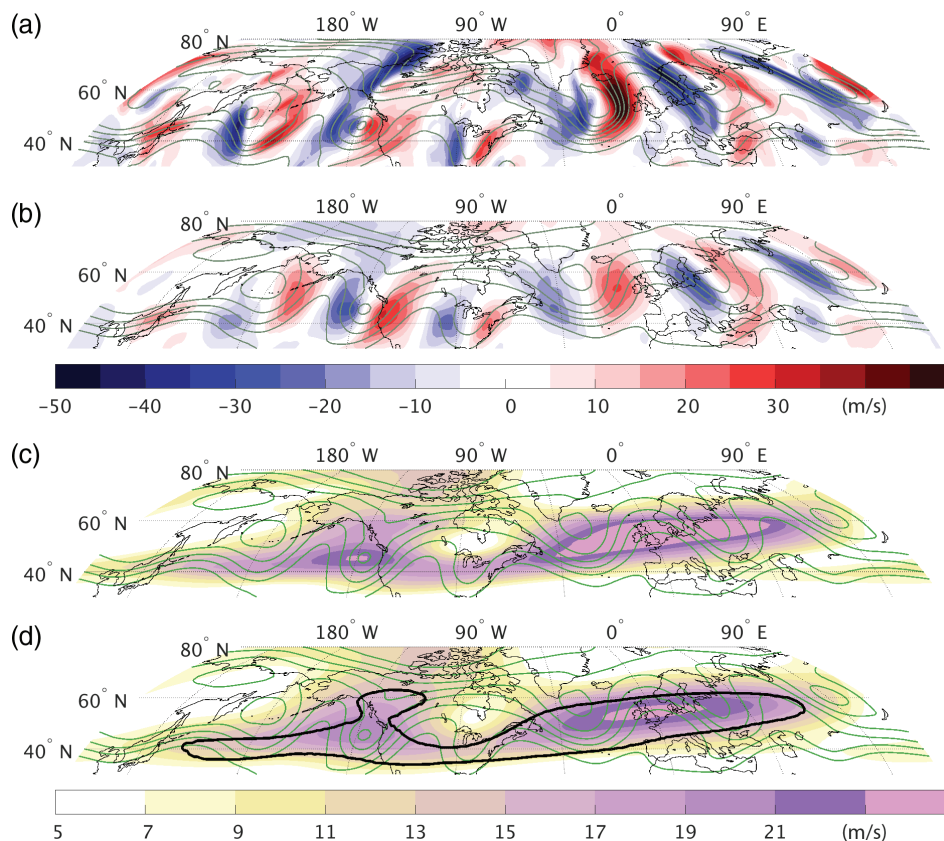 (a)
180° W 90° W 0° 90° E
80° N
60° N
40° N
(b)
180° W 90° W 0° 90° E
80° N
60° N
40° N
−50 −40 −30 −20 −10 0 10 20 30 (m/s)
(c)
180° W 90° W 0° 90° E
80° N
60° N
40° N
(d)
180° W 90° W 0° 90° E
80° N
60° N
40° N
5 7 9 11 13 15 17 19 21 (m/s)